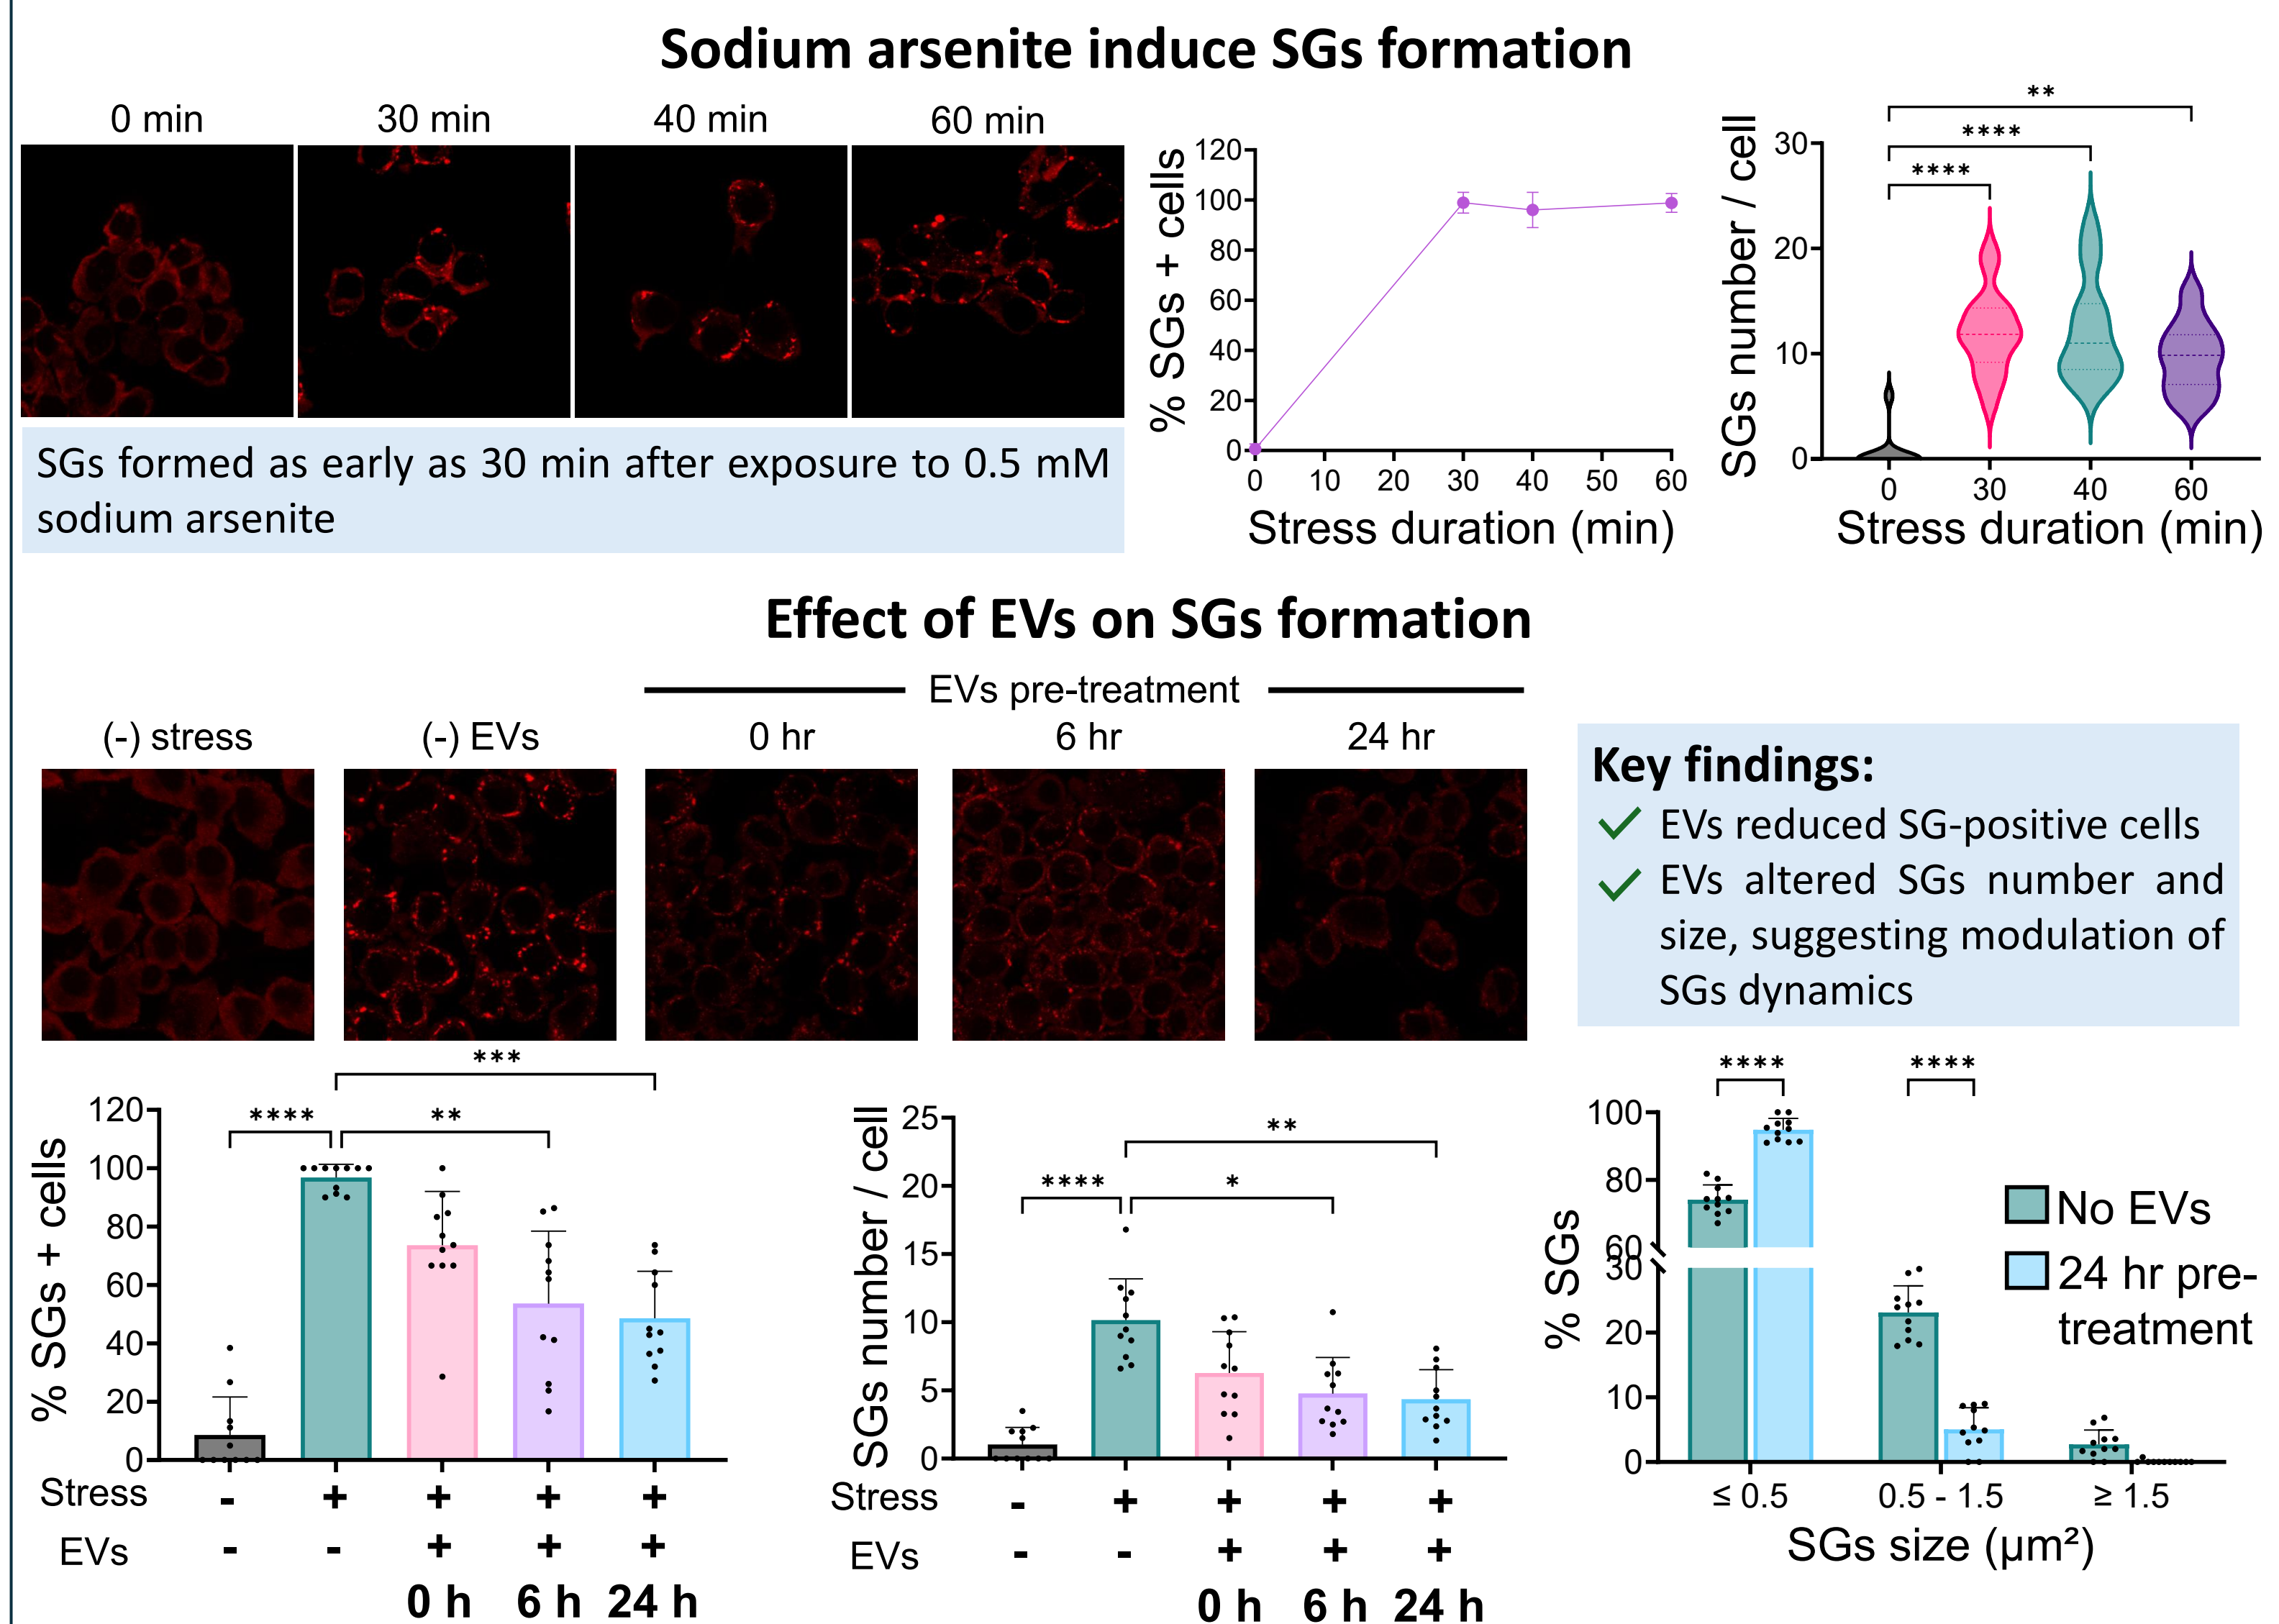 Sodium arsenite induce SGs formation
0 min 30 min 40 min 60 min
SGs formed as early as 30 min after exposure to 0.5 mM
sodium arsenite
% SGs + cells
120
100
80
60
40
20
0
0 10 20 30 40 50 60
Stress duration (min)
SGs number / cell
**
****
****
30
20
10
0
0 30 40 60
Stress duration (min)
Effect of EVs on SGs formation
EVs pre-treatment
(-) stress (-) EVs 0 hr 6 hr 24 hr
Key findings:
✓ EVs reduced SG-positive cells
✓ EVs altered SGs number and
size, suggesting modulation of
SGs dynamics
% SGs + cells
***
**** **
120
100
80
60
40
20
0
Stress - + + + +
EVs - - + + +
0 h 6 h 24 h
SGs number / cell
**
**** *
25
20
15
10
5
0
Stress - + + + +
EVs - - + + +
0 h 6 h 24 h
% SGs
**** ****
100
80
60
30
20
10
0
≤ 0.5 0.5 - 1.5 ≥ 1.5
SGs size (µm²)
No EVs
24 hr pre-
treatment